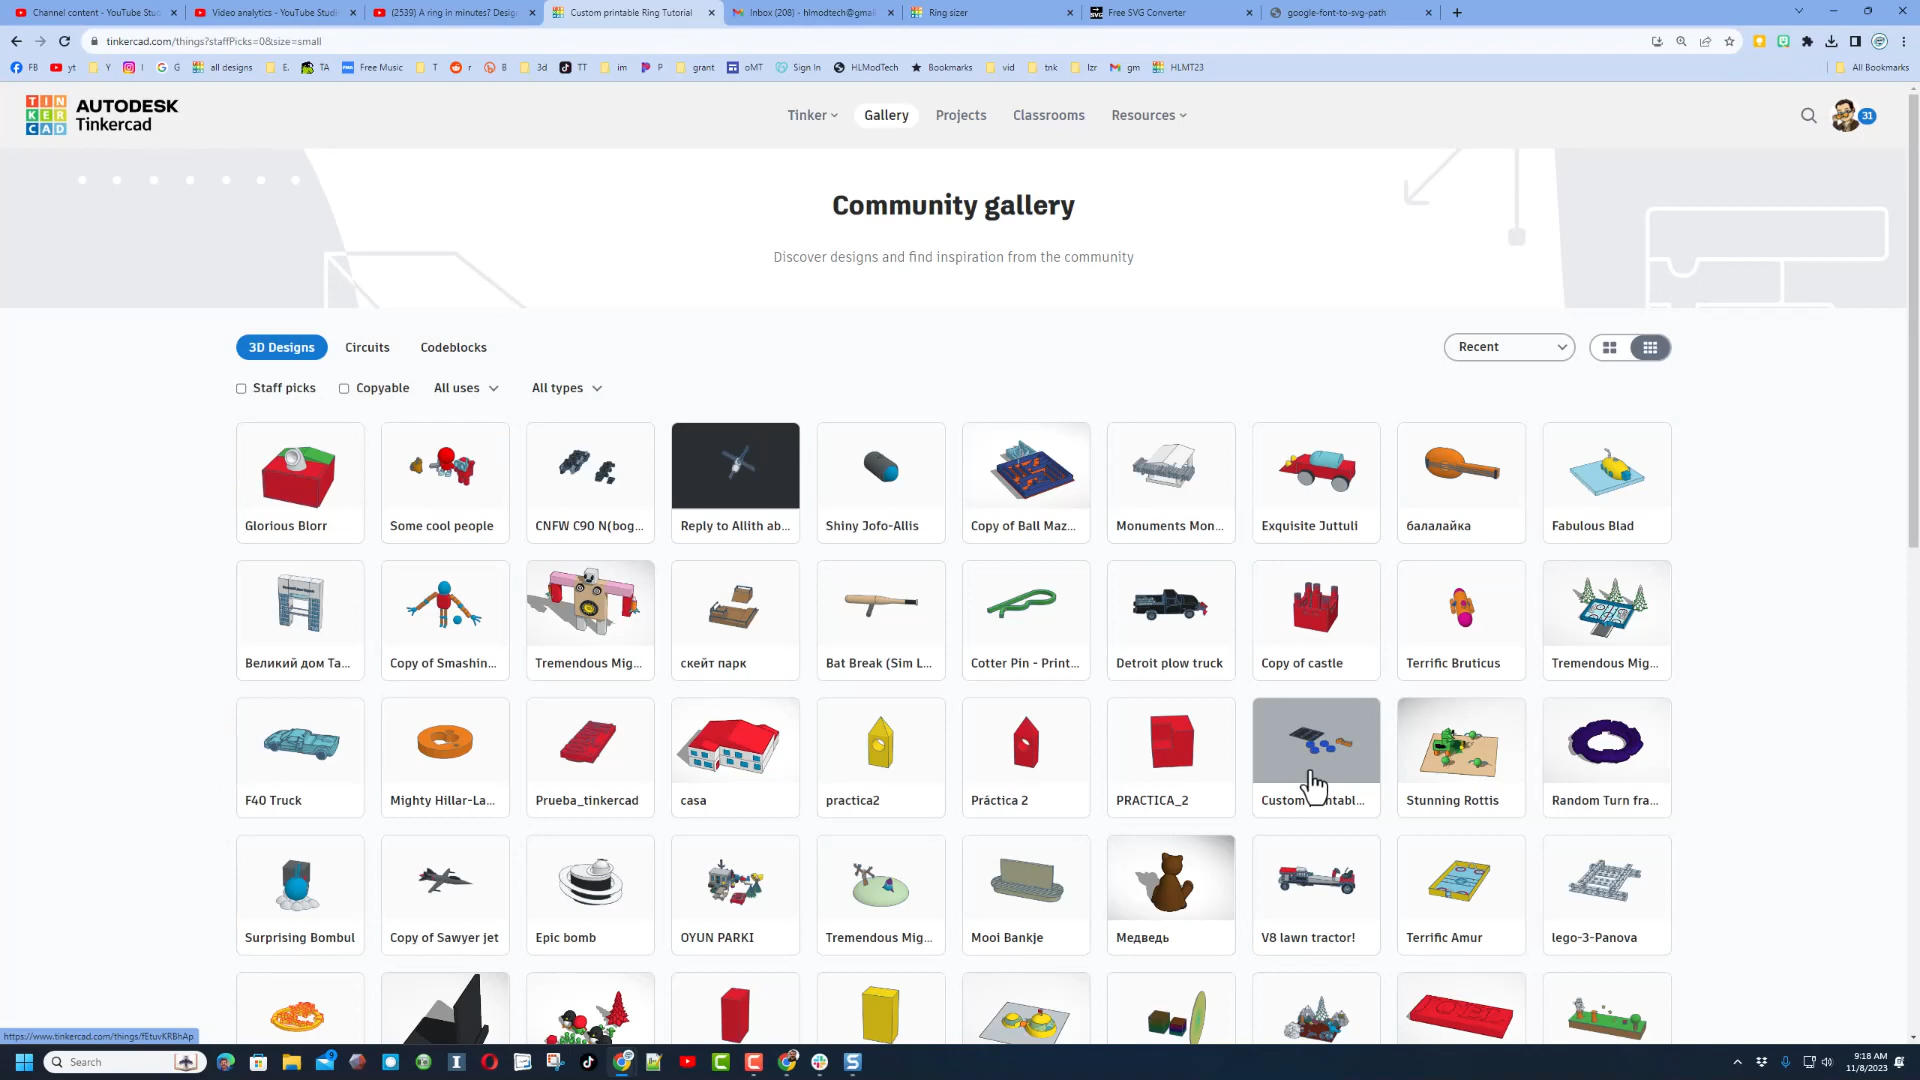 Channel content - YouTube Stu
Video analytics - YouTube Studi
(2539) A ring in minutes? Desig
Custom printable Ring Tutorial
Inbox (208) - hlmodtech@gmai
Ring sizer
Free SVG Converter
google-font-to-svg-path
tinkercad.com/things?staffPicks=0&size=small
FB
yt
Y
I
G
all designs
E.
TA
Free Music
T
r
B
3d
TT
im
P
grant
oMT
Sign In
HLModTech
Bookmarks
vid
tnk
lzr
gm
HLMT23
All Bookmarks
TIN
KER
CAD
AUTODESK
Tinkercad
Tinker
Gallery
Projects
Classrooms
Resources
31
Community gallery
Discover designs and find inspiration from the community
3D Designs
Circuits
Codeblocks
Recent
Staff picks
Copyable
All uses
All types
Glorious Blorr
Some cool people
CNFW C90 N(bog...
Reply to Allith ab...
Shiny Jofo-Allis
Copy of Ball Maz...
Monuments Mon...
Exquisite Juttuli
балалайка
Fabulous Blad
Великий дом Та...
Copy of Smashin...
Tremendous Mig...
скейт парк
Bat Break (Sim L...
Cotter Pin - Print...
Detroit plow truck
Copy of castle
Terrific Bruticus
Tremendous Mig...
F40 Truck
Mighty Hillar-La...
Prueba_tinkercad
casa
practica2
Práctica 2
PRACTICA_2
Custom
Stunning Rottis
Random Turn fra...
Surprising Bombul
Copy of Sawyer jet
Epic bomb
OYUN PARKI
Tremendous Mig...
Mooi Bankje
Медведь
V8 lawn tractor!
Terrific Amur
lego-3-Panova
https://www.tinkercad.com/things/fEtuvKRBhAp
Search
9:18 AM
11/8/2023